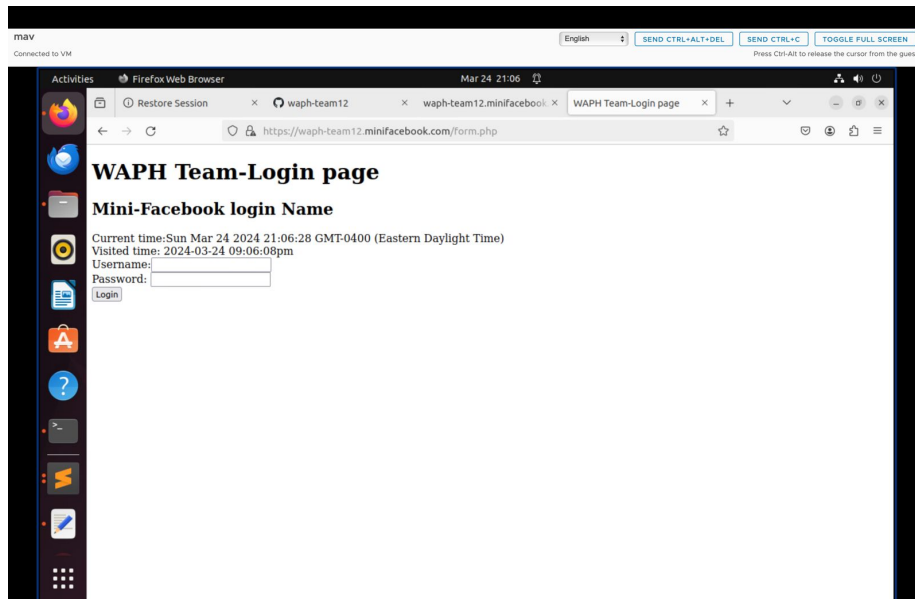 mav
English
SEND CTRL+ALT+DEL
SEND CTRL+C
TOGGLE FULL SCREEN
Connected to VM
Press Ctrl-Alt to release the cursor from the gues
Activities
Firefox Web Browser
Mar 24 21:06
Restore Session
waph-team12
waph-team12.minifacebook
WAPH Team-Login page
https://waph-team12.minifacebook.com/form.php
WAPH Team-Login page
Mini-Facebook login Name
Current time:Sun Mar 24 2024 21:06:28 GMT-0400 (Eastern Daylight Time)
Visited time: 2024-03-24 09:06:08pm
Username:
Password:
Login